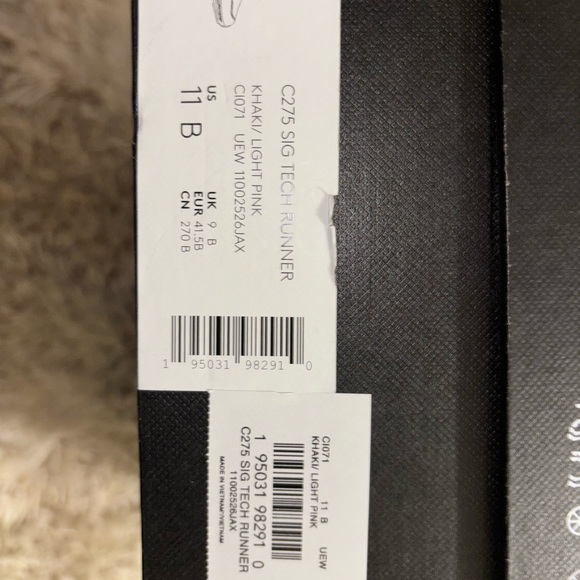 C275 SIG TECH RUNNER
KHAKI/ LIGHT PINK
CI071 UEW 11002526JAX
US
11 B
UK 9 B
EUR 41.5B
CN 270 B
1 95031 98291 0
CI071 11 B UEW
KHAKI/ LIGHT PINK
1 95031 98291 0
C275 SIG TECH RUNNER
11002526JAX
MADE IN VIETNAM/VIETNAM